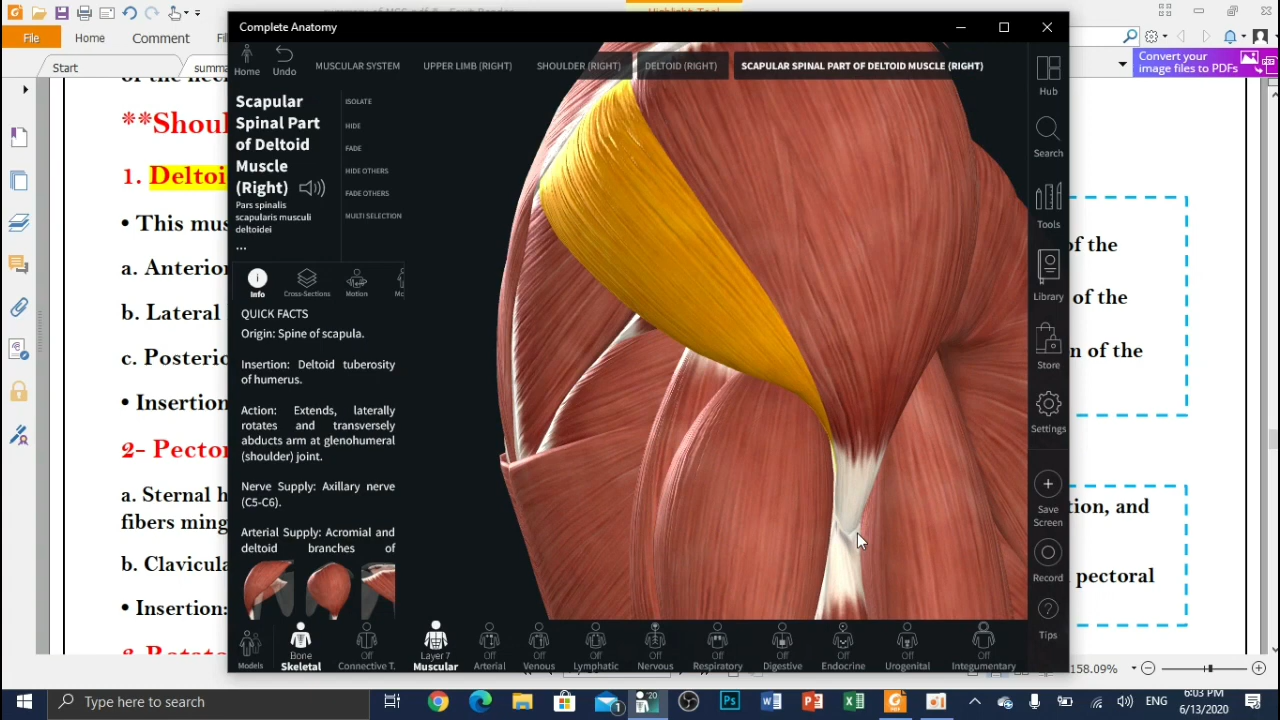 Complete Anatomy
Home
Undo
MUSCULAR SYSTEM
UPPER LIMB (RIGHT)
SHOULDER (RIGHT)
DELTOID (RIGHT)
SCAPULAR SPINAL PART OF DELTOID MUSCLE (RIGHT)
Scapular
Spinal Part
of Deltoid
Muscle
(Right)
Pars spinalis
scapularis musculi
deltoidei
...
ISOLATE
HIDE
FADE
HIDE OTHERS
FADE OTHERS
MULTI SELECTION
Info
Cross-Sections
Motion
QUICK FACTS
Origin: Spine of scapula.
Insertion: Deltoid tuberosity
of humerus.
Action: Extends, laterally
rotates and transversely
abducts arm at glenohumeral
(shoulder) joint.
Nerve Supply: Axillary nerve
(C5-C6).
Arterial Supply: Acromial and
deltoid branches of
Hub
Search
Tools
Library
Store
Settings
Save
Screen
Record
Tips
Models
Bone
Skeletal
Off
Connective T.
Layer 7
Muscular
Off
Arterial
Off
Venous
Off
Lymphatic
Off
Nervous
Off
Respiratory
Off
Digestive
Off
Endocrine
Off
Urogenital
Off
Integumentary
File
Home
Comment
Start
Convert your
image files to PDFs
**Shou
1. Deltoi
• This mus
a. Anterior
b. Lateral
c. Posterio
• Insertion
2- Pector
a. Sternal h
fibers ming
b. Clavicula
• Insertion:
of the
of the
n of the
tion, and
pectoral
158.09%
Type here to search
ENG
6:03 PM
6/13/2020